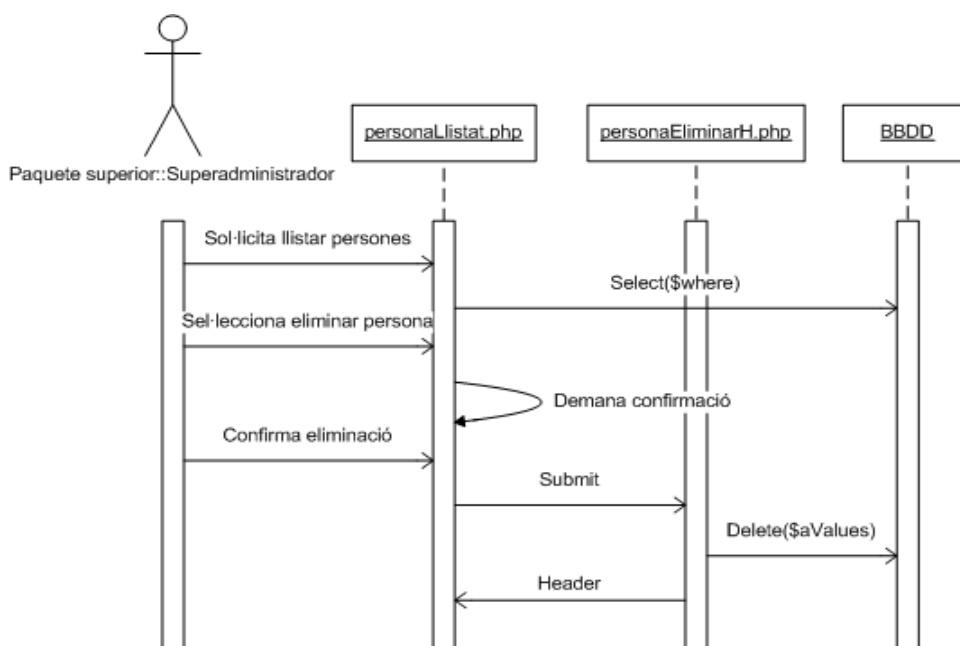 personaLlistat.php
personaEliminarH.php
BBDD
Paquete superior::Superadministrador
Sol·licita llistar persones
Select($where)
Sel·lecciona eliminar persona
Demana confirmació
Confirma eliminació
Submit
Delete($aValues)
Header